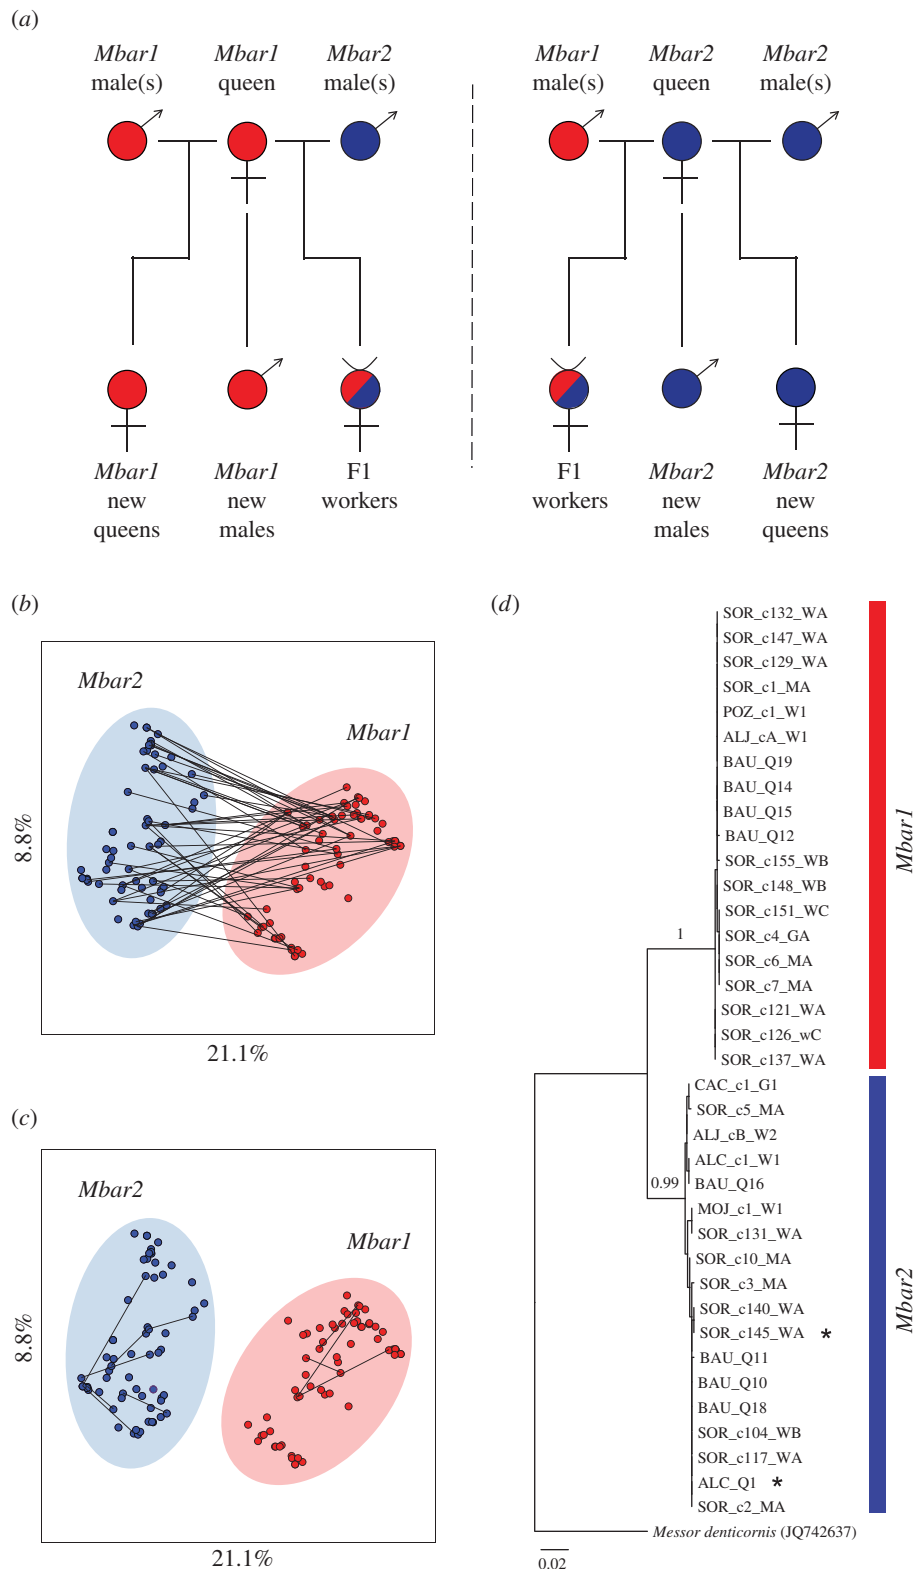 (a)
Mbar1 male(s)
Mbar1 queen
Mbar2 male(s)
Mbar1 male(s)
Mbar2 queen
Mbar2 male(s)
Mbar1 new queens
Mbar1 new males
F1 workers
F1 workers
Mbar2 new males
Mbar2 new queens
(b)
Mbar2
Mbar1
8.8%
21.1%
(c)
Mbar2
Mbar1
8.8%
21.1%
(d)
SOR_c132_WA
SOR_c147_WA
SOR_c129_WA
SOR_c1_MA
POZ_c1_W1
ALJ_cA_W1
BAU_Q19
BAU_Q14
BAU_Q15
BAU_Q12
SOR_c155_WB
SOR_c148_WB
SOR_c151_WC
SOR_c4_GA
SOR_c6_MA
SOR_c7_MA
SOR_c121_WA
SOR_c126_wC
SOR_c137_WA
CAC_c1_G1
SOR_c5_MA
ALJ_cB_W2
ALC_c1_W1
BAU_Q16
MOJ_c1_W1
SOR_c131_WA
SOR_c10_MA
SOR_c3_MA
SOR_c140_WA
SOR_c145_WA *
BAU_Q11
BAU_Q10
BAU_Q18
SOR_c104_WB
SOR_c117_WA
ALC_Q1 *
SOR_c2_MA
Messor denticornis (JQ742637)
1
0.99
0.02
Mbar1
Mbar2